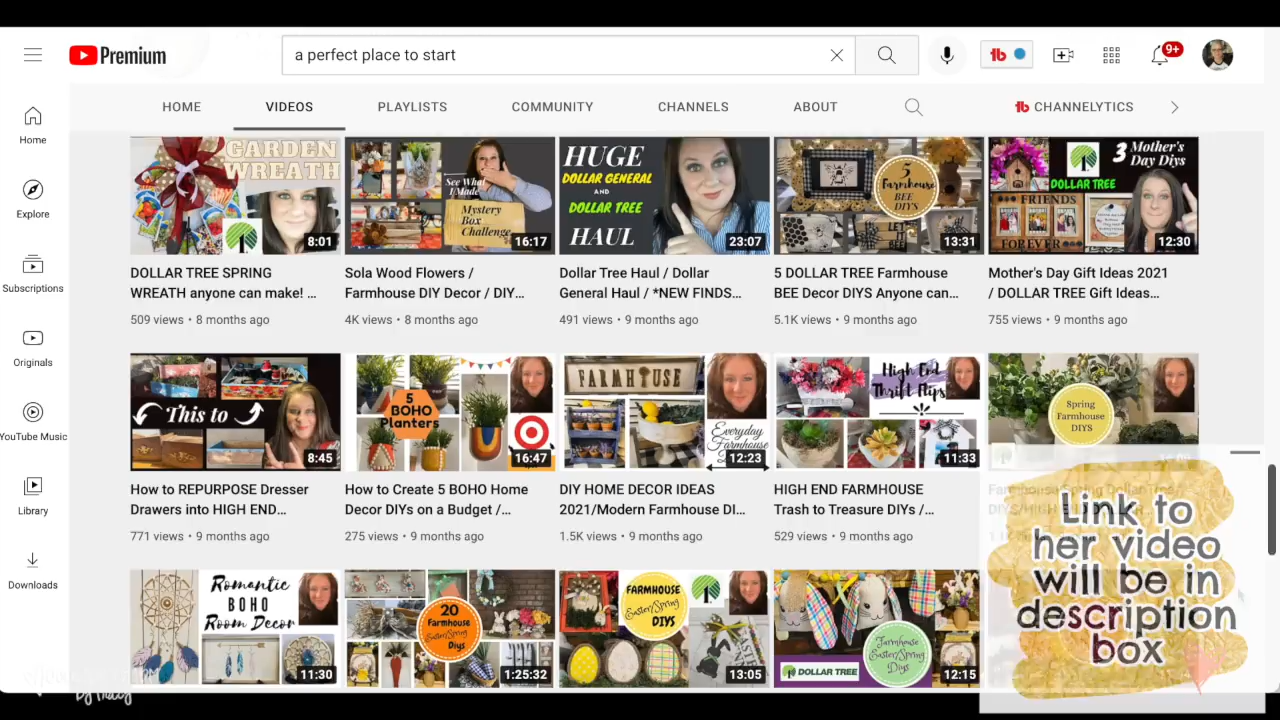 Premium
a perfect place to start
9+
HOME VIDEOS PLAYLISTS COMMUNITY CHANNELS ABOUT CHANNELYTICS
Home
Explore
Subscriptions
Originals
YouTube Music
Library
Downloads
GARDEN
WREATH
8:01
DOLLAR TREE SPRING
WREATH anyone can make! ...
509 views • 8 months ago
See What
I Made
Mystery
Box
Challenge
16:17
Sola Wood Flowers /
Farmhouse DIY Decor / DIY...
4K views • 8 months ago
HUGE
DOLLAR GENERAL
AND
DOLLAR TREE
HAUL
23:07
Dollar Tree Haul / Dollar
General Haul / *NEW FINDS...
491 views • 9 months ago
5
Farmhouse
BEE
DIYS
13:31
5 DOLLAR TREE Farmhouse
BEE Decor DIYS Anyone can...
5.1K views • 9 months ago
3 Mother's
Day Diys
DOLLAR TREE
FRIENDS
FOREVER
12:30
Mother's Day Gift Ideas 2021
/ DOLLAR TREE Gift Ideas...
755 views • 9 months ago
This to
8:45
How to REPURPOSE Dresser
Drawers into HIGH END...
771 views • 9 months ago
5
BOHO
Planters
16:47
How to Create 5 BOHO Home
Decor DIYs on a Budget /...
275 views • 9 months ago
FARMHOUSE
Everyday
Farmhouse
12:23
DIY HOME DECOR IDEAS
2021/Modern Farmhouse DI...
1.5K views • 9 months ago
High End
Thrift Flips
11:33
HIGH END FARMHOUSE
Trash to Treasure DIYs /...
529 views • 9 months ago
Spring
Farmhouse
DIYS
Link to
her video
will be in
description
box
Romantic
BOHO
Room Decor
11:30
20
Farmhouse
Easter/Spring
Diys
1:25:32
FARMHOUSE
Easter/Spring
DIYS
13:05
Farmhouse
Easter/Spring
Diys
DOLLAR TREE
12:15
by Tracy